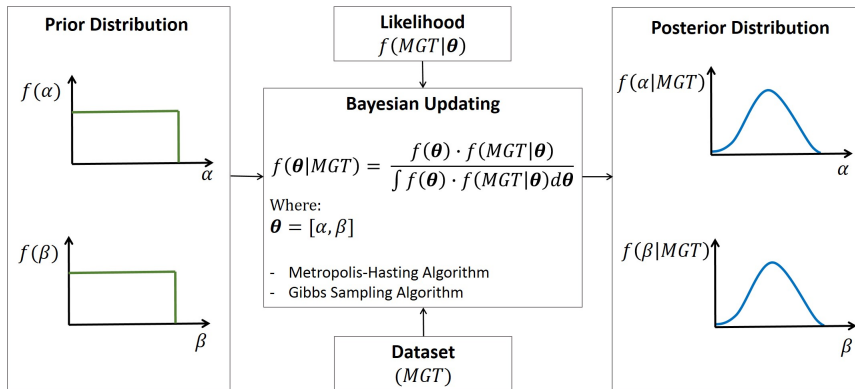 Prior Distribution
f(α)
α
f(β)
β
Likelihood
f(MGT|θ)
Bayesian Updating
f(θ|MGT) = f(θ) · f(MGT|θ) / ∫ f(θ) · f(MGT|θ)dθ
Where:
θ = [α, β]
- Metropolis-Hasting Algorithm
- Gibbs Sampling Algorithm
Dataset
(MGT)
Posterior Distribution
f(α|MGT)
α
f(β|MGT)
β